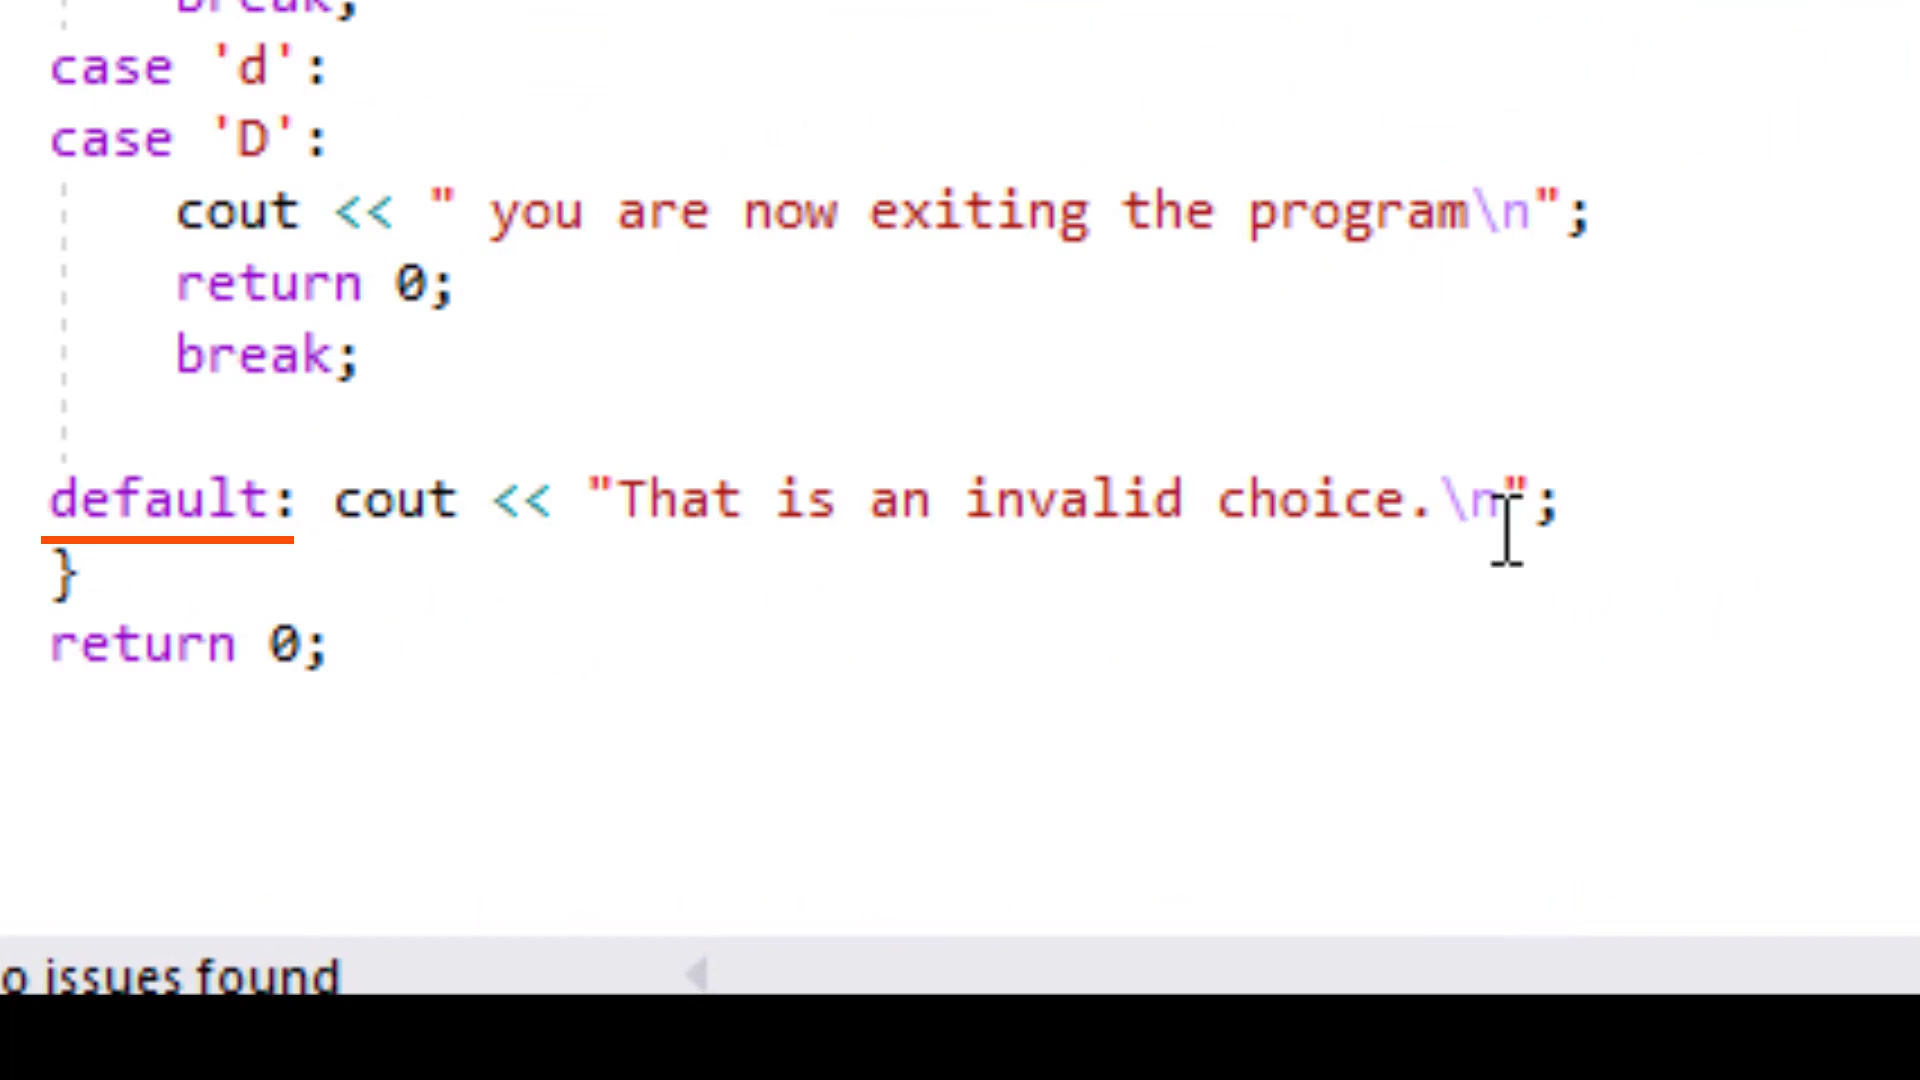 break;
case 'd':
case 'D':
cout << " you are now exiting the program\n";
return 0;
break;
default: cout << "That is an invalid choice.\n";
}
return 0;
o issues found